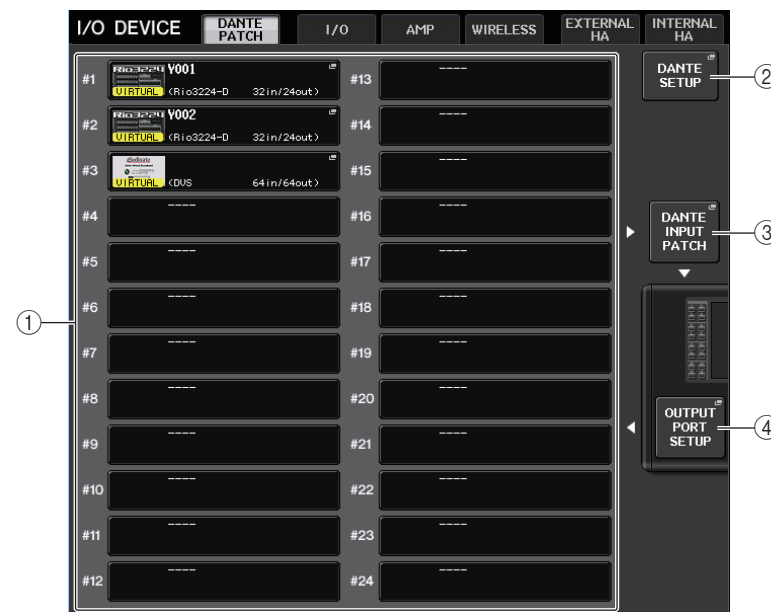 I/O DEVICE
DANTE
PATCH
I/O
AMP
WIRELESS
EXTERNAL
HA
INTERNAL
HA
#1
Y001
VIRTUAL
(Rio3224-D 32in/24out)
#2
Y002
VIRTUAL
(Rio3224-D 32in/24out)
#3
VIRTUAL
(DVS 64in/64out)
#4 ----
#5 ----
#6 ----
#7 ----
#8 ----
#9 ----
#10 ----
#11 ----
#12 ----
#13 ----
#14 ----
#15 ----
#16 ----
#17 ----
#18 ----
#19 ----
#20 ----
#21 ----
#22 ----
#23 ----
#24 ----
DANTE
SETUP
DANTE
INPUT
PATCH
OUTPUT
PORT
SETUP
①
②
③
④